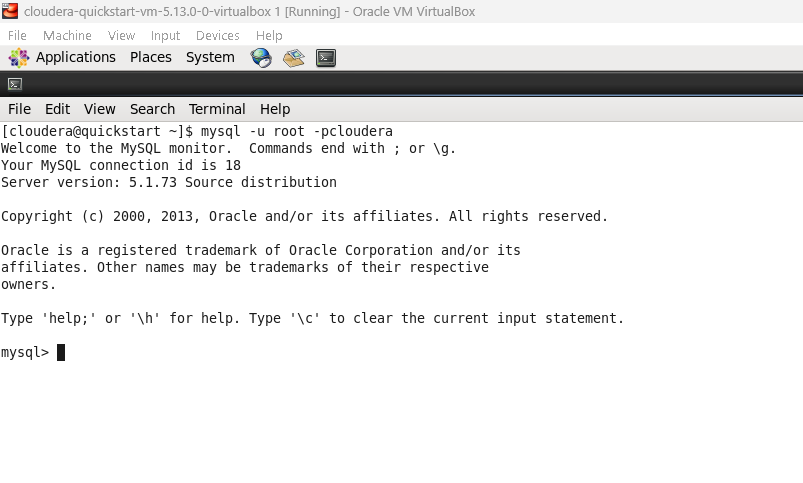 cloudera-quickstart-vm-5.13.0-0-virtualbox 1 [Running] - Oracle VM VirtualBox
File Machine View Input Devices Help
Applications Places System
File Edit View Search Terminal Help
[cloudera@quickstart ~]$ mysql -u root -pcloudera
Welcome to the MySQL monitor.  Commands end with ; or \g.
Your MySQL connection id is 18
Server version: 5.1.73 Source distribution
Copyright (c) 2000, 2013, Oracle and/or its affiliates. All rights reserved.
Oracle is a registered trademark of Oracle Corporation and/or its
affiliates. Other names may be trademarks of their respective
owners.
Type 'help;' or '\h' for help. Type '\c' to clear the current input statement.
mysql>